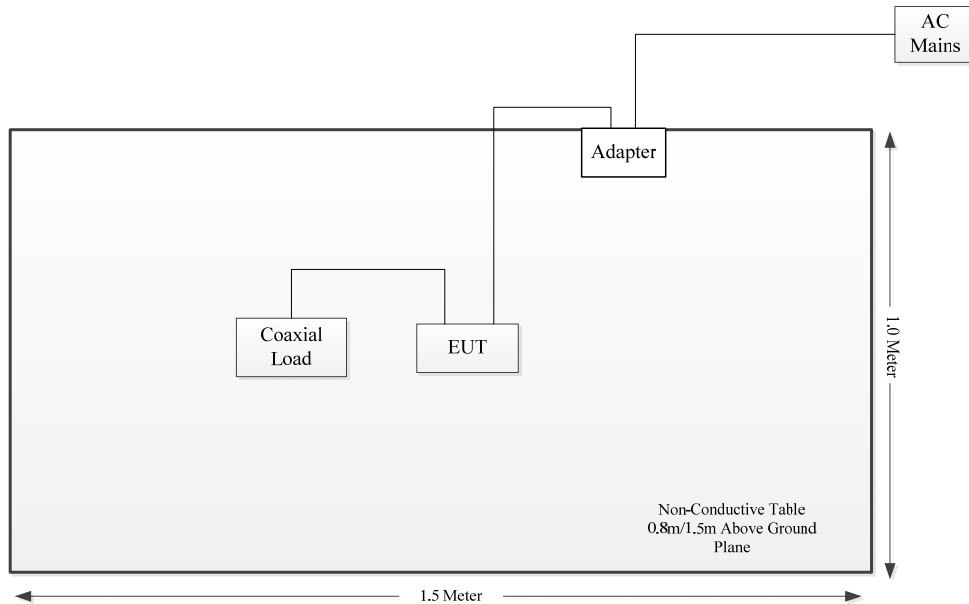 AC
Mains
Adapter
Coaxial
Load
EUT
1.0 Meter
Non-Conductive Table
0.8m/1.5m Above Ground
Plane
1.5 Meter